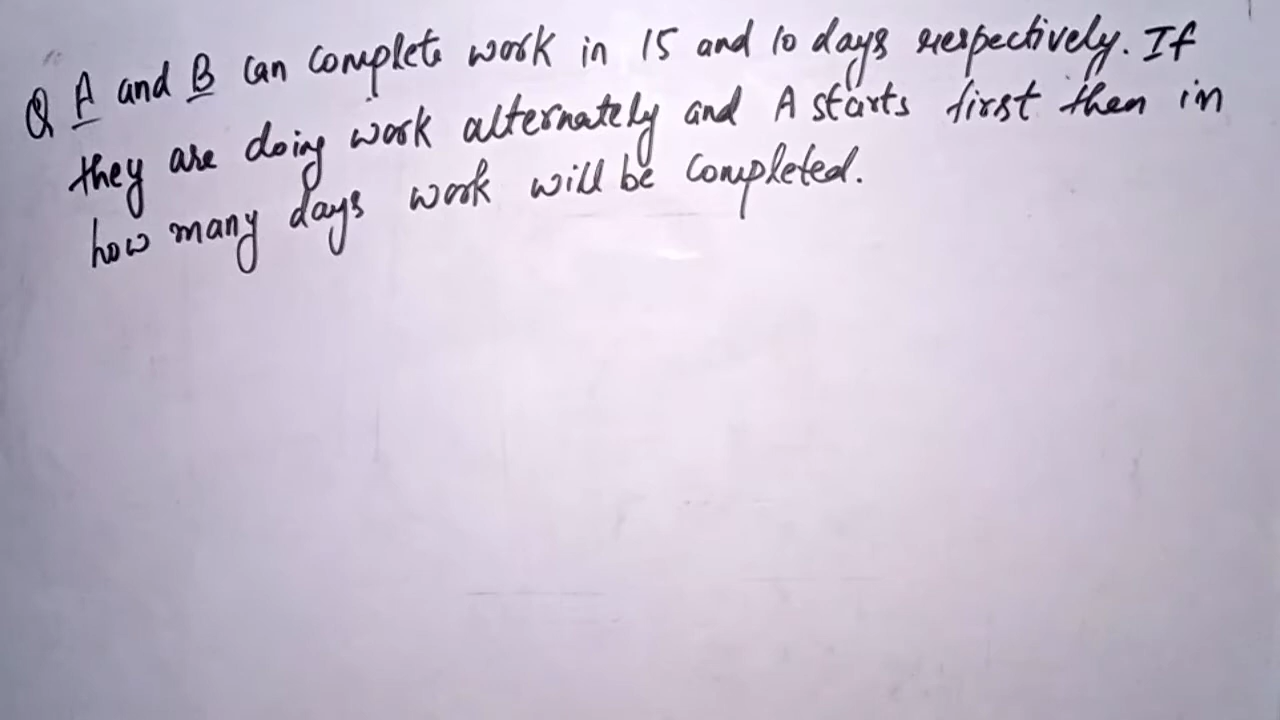 Q A and B can complete work in 15 and 10 days respectively. If
they are doing work alternately and A starts first then in
how many days work will be completed.